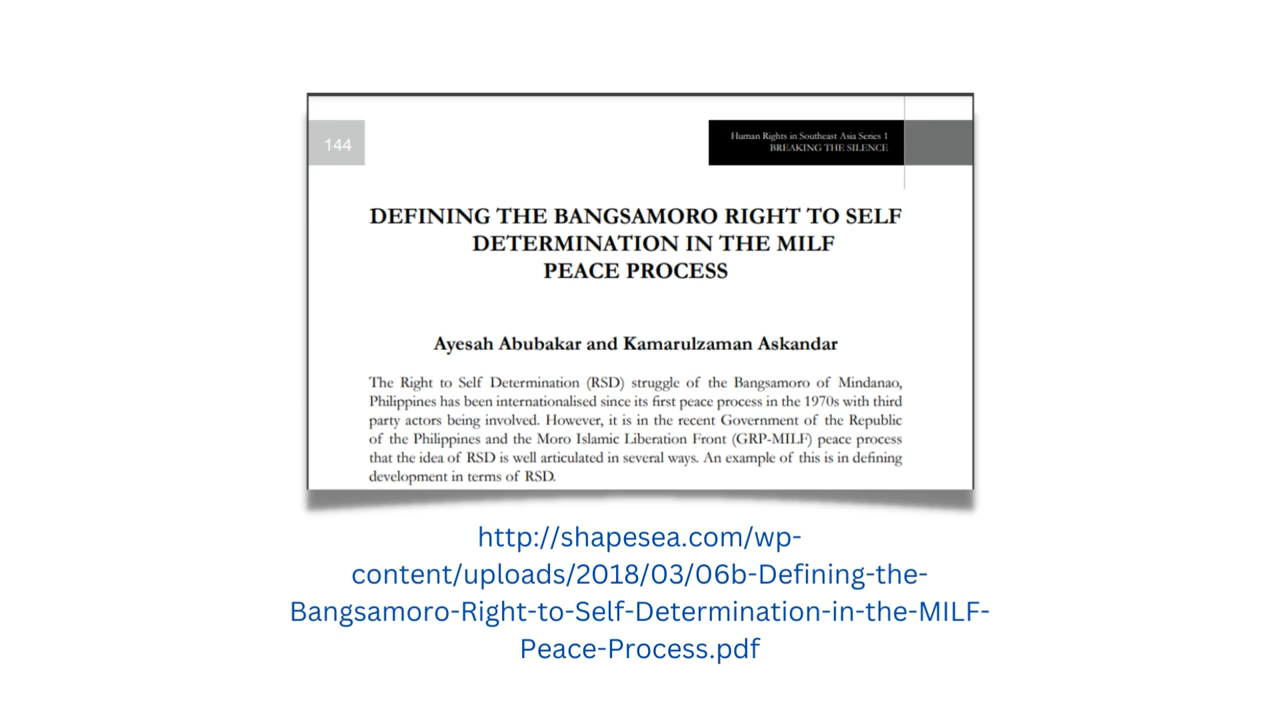 144
Human Rights in Southeast Asia Series 1
BREAKING THE SILENCE
DEFINING THE BANGSAMORO RIGHT TO SELF
DETERMINATION IN THE MILF
PEACE PROCESS
Ayesah Abubakar and Kamarulzaman Askandar
The Right to Self Determination (RSD) struggle of the Bangsamoro of Mindanao,
Philippines has been internationalised since its first peace process in the 1970s with third
party actors being involved. However, it is in the recent Government of the Republic
of the Philippines and the Moro Islamic Liberation Front (GRP-MILF) peace process
that the idea of RSD is well articulated in several ways. An example of this is in defining
development in terms of RSD.
http://shapesea.com/wp-
content/uploads/2018/03/06b-Defining-the-
Bangsamoro-Right-to-Self-Determination-in-the-MILF-
Peace-Process.pdf